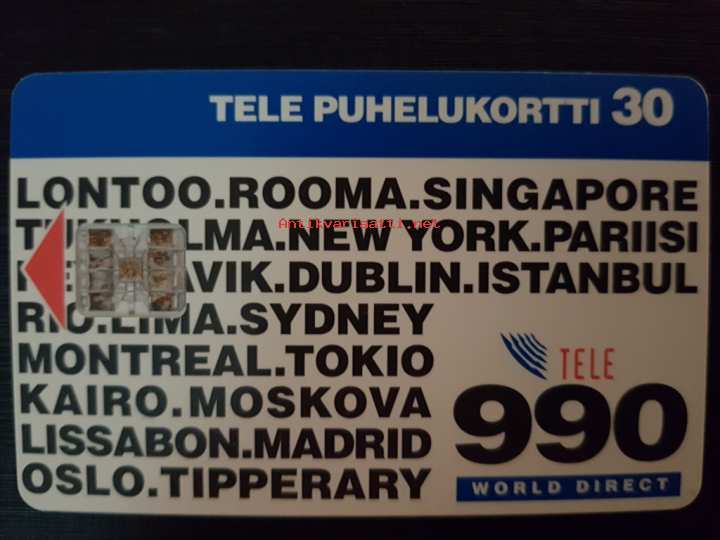 TELE PUHELUKORTTI 30
LONTOO.ROOMA.SINGAPORE
Antikvariaatti.net
LMA.NEW YORK.PARIISI
AVIK.DUBLIN.ISTANBUL
RIO.LIMA.SYDNEY
MONTREAL.TOKIO
KAIRO.MOSKOVA
LISSABON.MADRID
OSLO.TIPPERARY
TELE
990
WORLD DIRECT